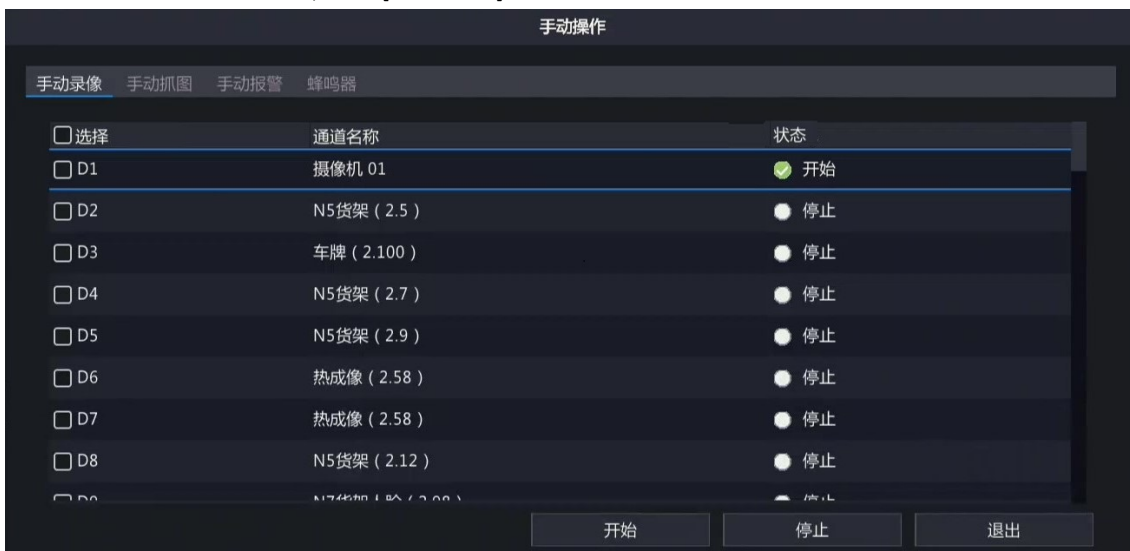 手动操作
手动录像 手动抓图 手动报警 蜂鸣器
选择 通道名称 状态
D1 摄像机 01 开始
D2 N5货架（2.5） 停止
D3 车牌（2.100） 停止
D4 N5货架（2.7） 停止
D5 N5货架（2.9） 停止
D6 热成像（2.58） 停止
D7 热成像（2.58） 停止
D8 N5货架（2.12） 停止
开始 停止 退出